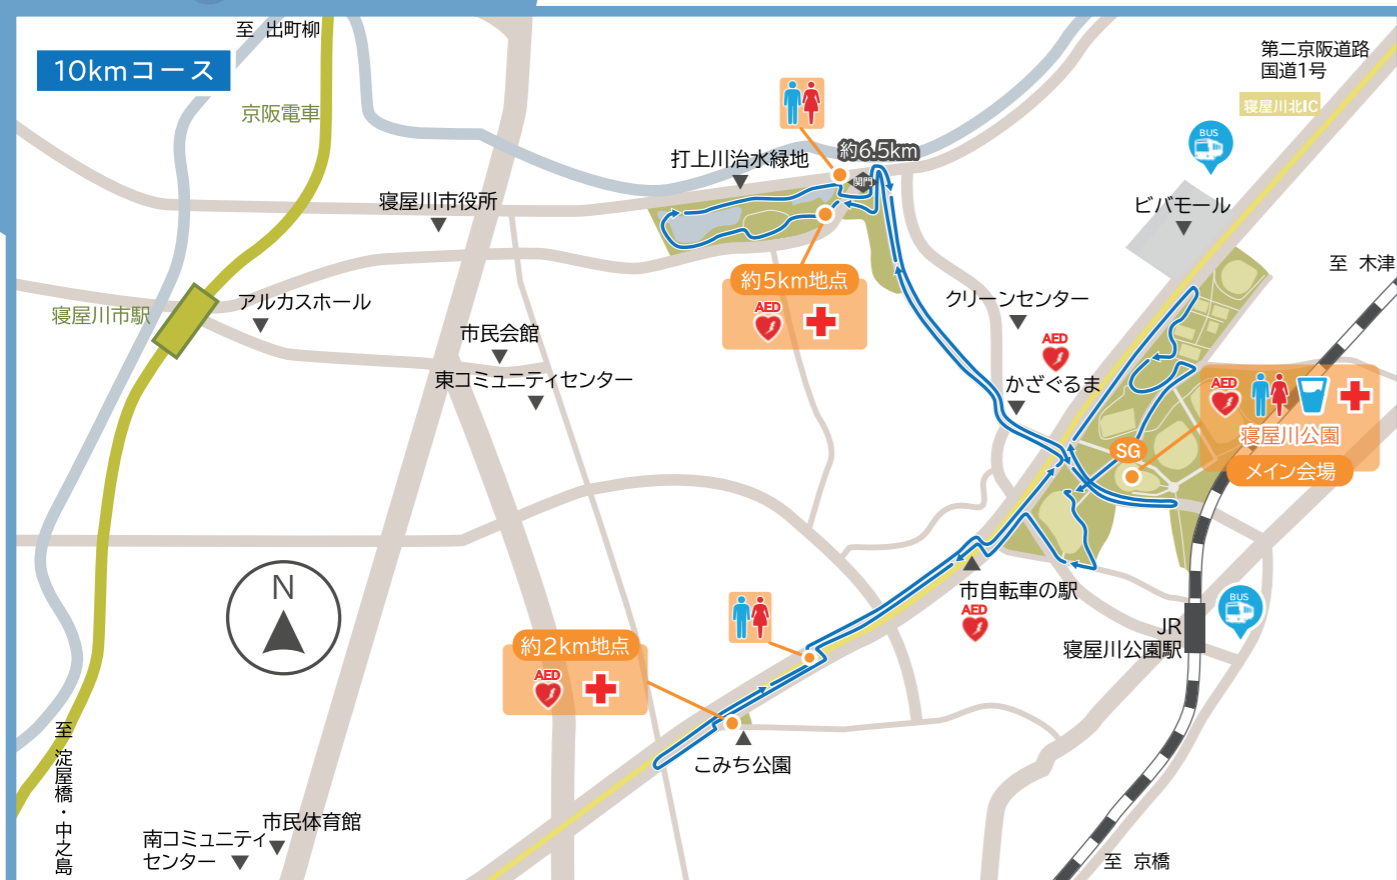 至 出町柳
10kmコース
京阪電車
第二京阪道路
国道1号
寝屋川北IC
BUS
打上川治水緑地
約6.5km
関門
寝屋川市役所
ビバモール
至 木津
約5km地点
AED
クリーンセンター
寝屋川市駅
アルカスホール
市民会館
AED
東コミュニティセンター
かざぐるま
AED
寝屋川公園
SG
メイン会場
N
市自転車の駅
AED
BUS
JR
寝屋川公園駅
約2km地点
AED
こみち公園
至 淀屋橋・中之島
市民体育館
南コミュニティ
センター
至 京橋